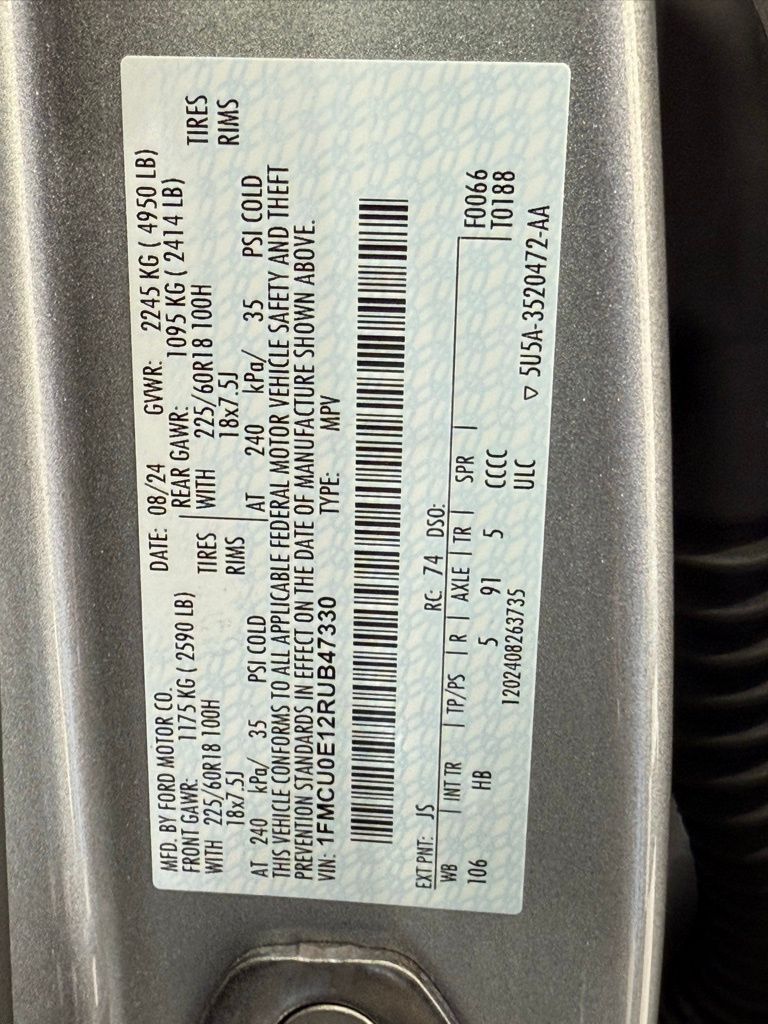 MFD. BY FORD MOTOR CO.
DATE: 08/24 GVWR: 2245 KG ( 4950 LB)
FRONT GAWR: 1175 KG ( 2590 LB)
REAR GAWR: 1095 KG ( 2414 LB)
WITH 225/60R18 100H TIRES
WITH 225/60R18 100H TIRES
18x7.5J RIMS
18x7.5J RIMS
AT 240 kPa/ 35 PSI COLD
AT 240 kPa/ 35 PSI COLD
THIS VEHICLE CONFORMS TO ALL APPLICABLE FEDERAL MOTOR VEHICLE SAFETY AND THEFT
PREVENTION STANDARDS IN EFFECT ON THE DATE OF MANUFACTURE SHOWN ABOVE.
VIN: 1FMCU0E12RUB47330 TYPE: MPV
EXT PNT: JS RC: 74 DSO:
WB INT TR TP/PS R AXLE TR SPR F0066
106 HB 5 91 5 CCCC T0188
1202408263735 ULC
▽ 5U5A-3520472-AA